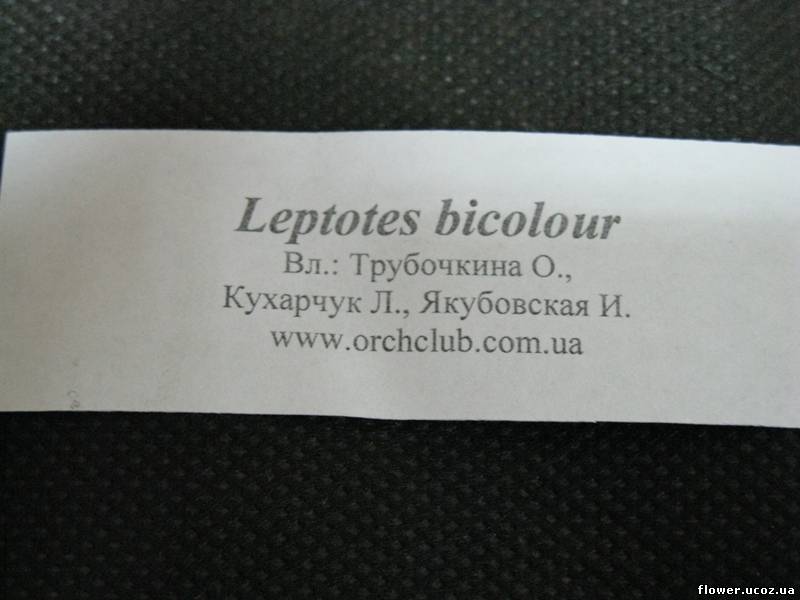 Leptotes bicolour
Вл.: Трубочкина О.,
Кухарчук Л., Якубовская И.
www.orchclub.com.ua
flower.ucoz.ua